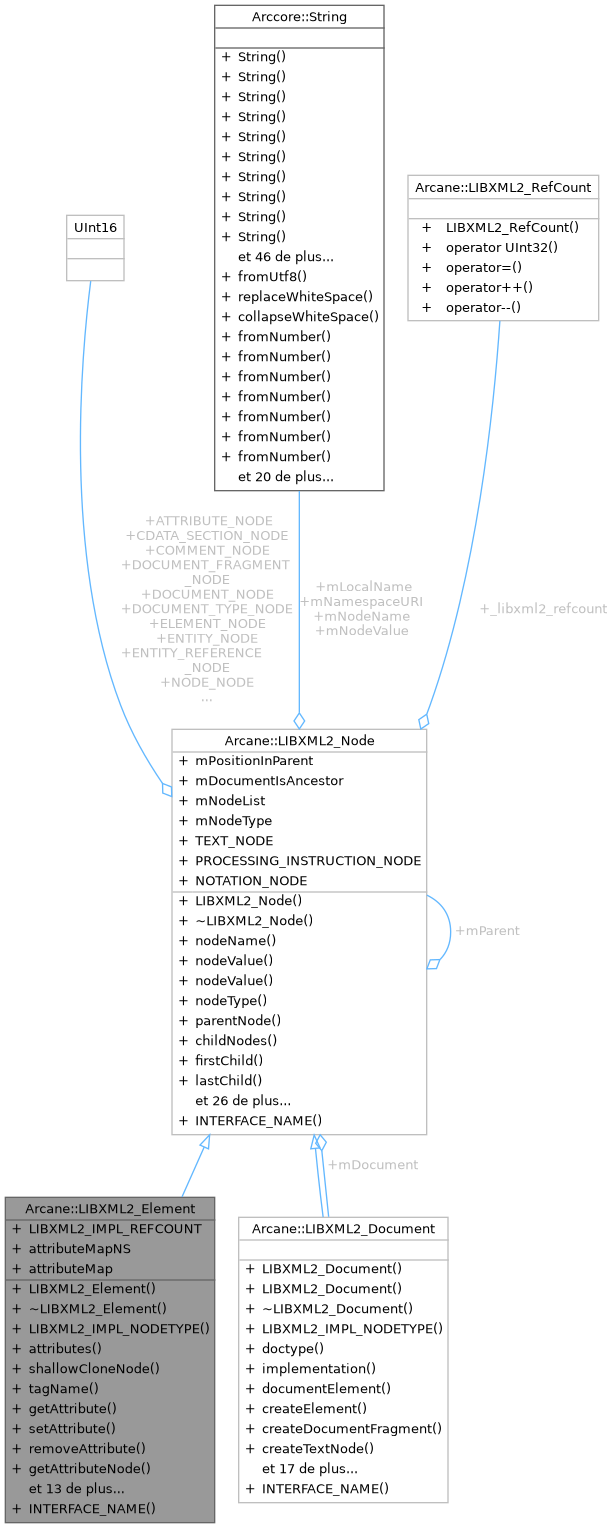 Arccore::String
+ String()
+ String()
+ String()
+ String()
+ String()
+ String()
+ String()
+ String()
+ String()
+ String()
et 46 de plus...
+ fromUtf8()
+ replaceWhiteSpace()
+ collapseWhiteSpace()
+ fromNumber()
+ fromNumber()
+ fromNumber()
+ fromNumber()
+ fromNumber()
+ fromNumber()
+ fromNumber()
et 20 de plus...
Arcane::LIBXML2_RefCount
+ LIBXML2_RefCount()
+ operator UInt32()
+ operator=()
+ operator++()
+ operator--()
UInt16
+ATTRIBUTE_NODE
+CDATA_SECTION_NODE
+COMMENT_NODE
+DOCUMENT_FRAGMENT
_NODE
+DOCUMENT_NODE
+DOCUMENT_TYPE_NODE
+ELEMENT_NODE
+ENTITY_NODE
+ENTITY_REFERENCE
_NODE
+NODE_NODE
...
+mLocalName
+mNamespaceURI
+mNodeName
+mNodeValue
+_libxml2_refcount
Arcane::LIBXML2_Node
+ mPositionInParent
+ mDocumentIsAncestor
+ mNodeList
+ mNodeType
+ TEXT_NODE
+ PROCESSING_INSTRUCTION_NODE
+ NOTATION_NODE
+ LIBXML2_Node()
+ ~LIBXML2_Node()
+ nodeName()
+ nodeValue()
+ nodeValue()
+ nodeType()
+ parentNode()
+ childNodes()
+ firstChild()
+ lastChild()
et 26 de plus...
+ INTERFACE_NAME()
+mParent
+mDocument
Arcane::LIBXML2_Element
+ LIBXML2_IMPL_REFCOUNT
+ attributeMapNS
+ attributeMap
+ LIBXML2_Element()
+ ~LIBXML2_Element()
+ LIBXML2_IMPL_NODETYPE()
+ attributes()
+ shallowCloneNode()
+ tagName()
+ getAttribute()
+ setAttribute()
+ removeAttribute()
+ getAttributeNode()
et 13 de plus...
+ INTERFACE_NAME()
Arcane::LIBXML2_Document
+ LIBXML2_Document()
+ LIBXML2_Document()
+ ~LIBXML2_Document()
+ LIBXML2_IMPL_NODETYPE()
+ doctype()
+ implementation()
+ documentElement()
+ createElement()
+ createDocumentFragment()
+ createTextNode()
et 17 de plus...
+ INTERFACE_NAME()